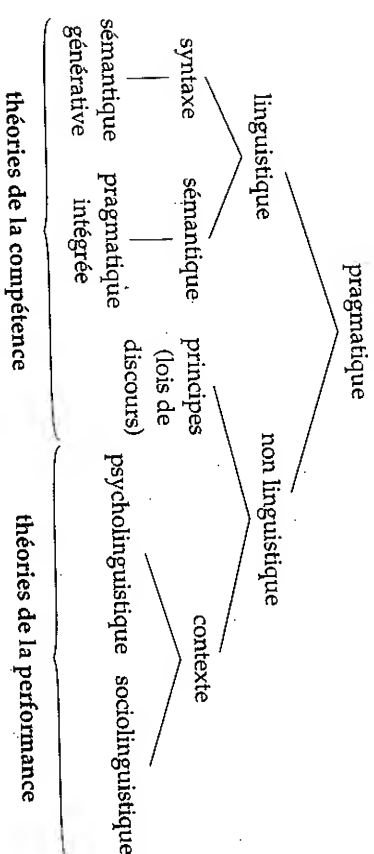 pragmatique
linguistique
non linguistique
syntaxe
sémantique
principes
(lois de
discours)
contexte
sémantique
générative
pragmatique
intégrée
psycholinguistique
sociolinguistique
théories de la compétence
théories de la performance